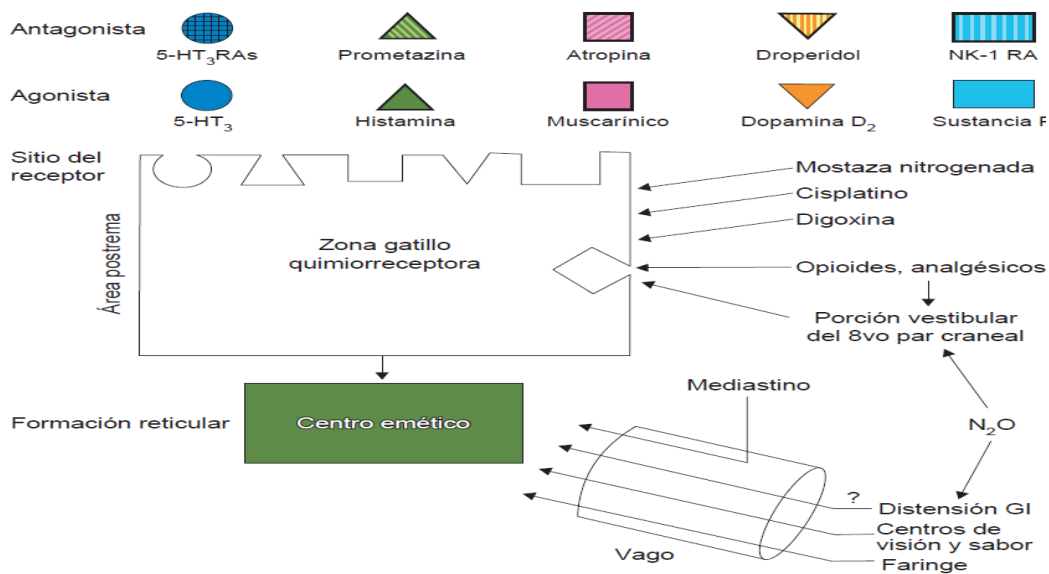 Antagonista
5-HT₃RAs
Prometazina
Atropina
Droperidol
NK-1 RA
Agonista
5-HT₃
Histamina
Muscarínico
Dopamina D₂
Sustancia P
Sitio del
receptor
Mostaza nitrogenada
Cisplatino
Digoxina
Área postrema
Zona gatillo
quimiorreceptora
Opioides, analgésicos
Porción vestibular
del 8vo par craneal
Mediastino
Formación reticular
Centro emético
N₂O
?
Distensión GI
Centros de
visión y sabor
Faringe
Vago